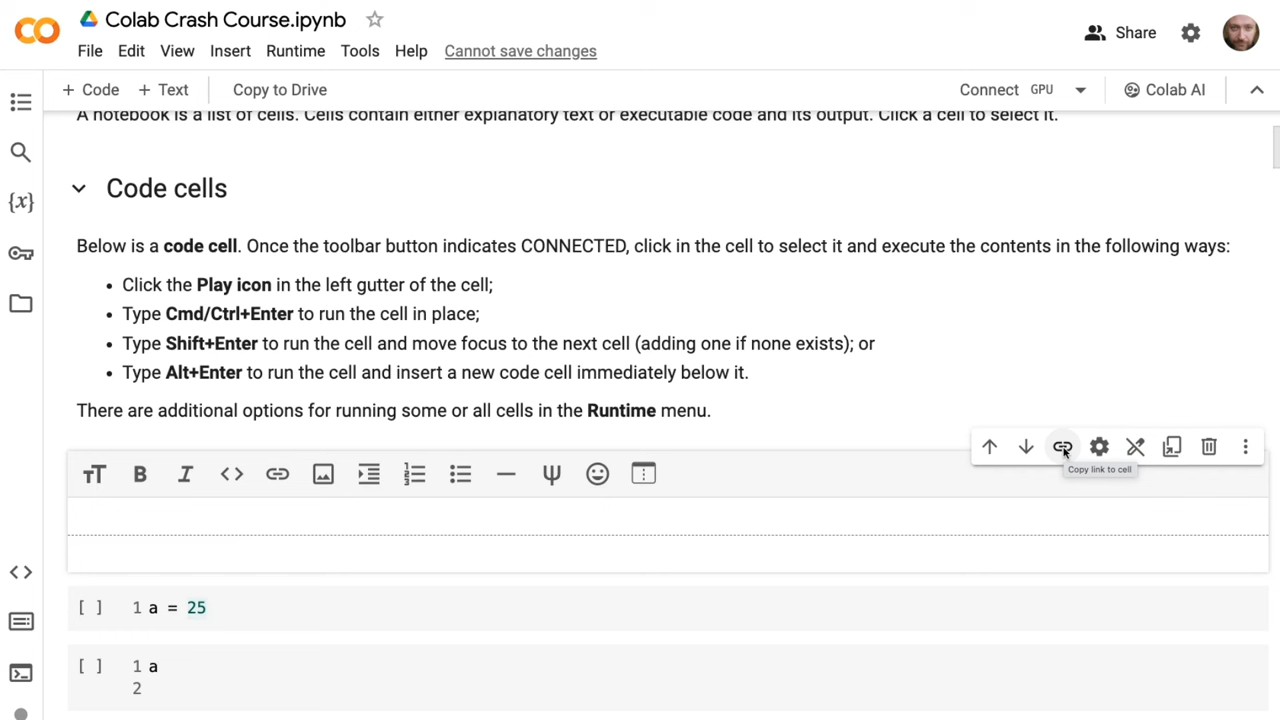 Colab Crash Course.ipynb
File Edit View Insert Runtime Tools Help Cannot save changes
Share
+ Code + Text Copy to Drive
Connect GPU Colab AI
A notebook is a list of cells. Cells contain either explanatory text or executable code and its output. Click a cell to select it.
Code cells
Below is a code cell. Once the toolbar button indicates CONNECTED, click in the cell to select it and execute the contents in the following ways:
• Click the Play icon in the left gutter of the cell;
• Type Cmd/Ctrl+Enter to run the cell in place;
• Type Shift+Enter to run the cell and move focus to the next cell (adding one if none exists); or
• Type Alt+Enter to run the cell and insert a new code cell immediately below it.
There are additional options for running some or all cells in the Runtime menu.
Copy link to cell
[ ] 1 a = 25
[ ] 1 a
2